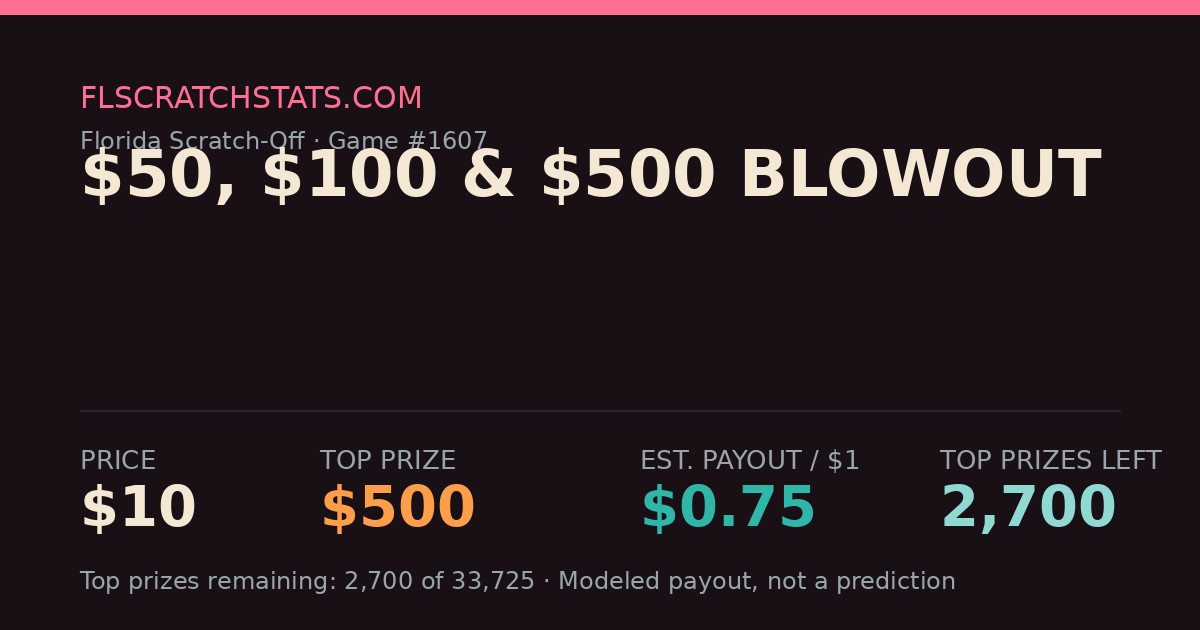 FLSCRATCHSTATS.COM
Florida Scratch-Off · Game #1607
$50, $100 & $500 BLOWOUT
PRICE TOP PRIZE EST. PAYOUT / $1 TOP PRIZES LEFT
$10 $500 $0.75 2,700
Top prizes remaining: 2,700 of 33,725 · Modeled payout, not a prediction